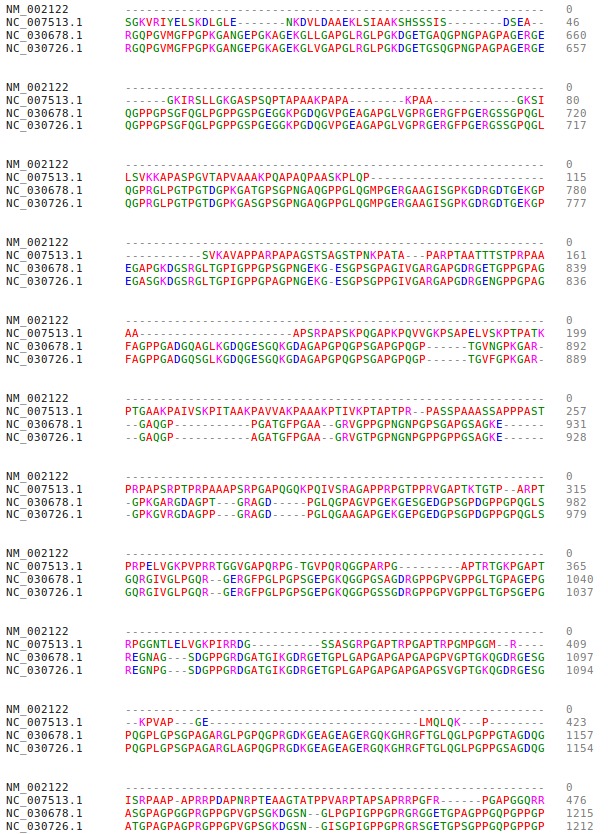 NM_002122 ------------------------------------------------------------ 0
NC_007513.1 SGKVRIYELSKDLGLE-------NKDVLDAAEKLSIAAKSHSSSIS--------DSEA-- 46
NC_030678.1 RGQPGVMGFPGPKGANGEPGKAGEKGLLGAPGLRGLPGKDGETGAQGPNGPAGPAGERGE 660
NC_030726.1 RGQPGVMGFPGPKGANGEPGKAGEKGLVGAPGLRGLPGKDGETGSQGPNGPAGPAGERGE 657
NM_002122 ------------------------------------------------------------ 0
NC_007513.1 ------GKIRSLLGKGASPSQPTAPAAKPAPA--------KPAA------------GKSI 80
NC_030678.1 QGPPGPSGFQGLPGPPGSPGEGGKPGDQGVPGEAGAPGLVGPRGERGFPGERGSSGPQGL 720
NC_030726.1 QGPPGPSGFQGLPGPPGSPGEGGKPGDQGVPGEAGAPGLVGPRGERGFPGERGSSGPQGL 717
NM_002122 ------------------------------------------------------------ 0
NC_007513.1 LSVKKAPASPGVTAPVAAAKPQAPAQPAASKPLQP------------------------- 115
NC_030678.1 QGPRGLPGTPGTDGPKGATGPSGPNGAQGPPGLQGMPGERGAAGISGPKGDRGDTGEKGP 780
NC_030726.1 QGPRGLPGTPGTDGPKGASGPSGPNGAQGPPGLQGMPGERGAAGISGPKGDRGDTGEKGP 777
NM_002122 ------------------------------------------------------------ 0
NC_007513.1 -----------SVKAVAPPARPAPAGSTSAGSTPNKPATA---PARPTAATTTSTPRPAA 161
NC_030678.1 EGAPGKDGSRGLTGPIGPPGPSGPNGEKG-ESGPSGPAGIVGARGAPGDRGETGPPGPAG 839
NC_030726.1 EGASGKDGSRGLTGPIGPPGPAGPNGEKG-ESGPSGPPGIVGARGAPGDRGENGPPGPAG 836
NM_002122 ------------------------------------------------------------ 0
NC_007513.1 AA----------------------APSRPAPSKPQGAPKPQVVGKPSAPELVSKPTPATK 199
NC_030678.1 FAGPPGADGQAGLKGDQGESGQKGDAGAPGPQGPSGAPGPQGP------TGVNGPKGAR- 892
NC_030726.1 FAGPPGADGQSGLKGDQGESGQKGDAGAPGPQGPSGAPGPQGP------TGVFGPKGAR- 889
NM_002122 ------------------------------------------------------------ 0
NC_007513.1 PTGAAKPAIVSKPITAAKPAVVAKPAAAKPTIVKPTAPTPR--PASSPAAASSAPPPAST 257
NC_030678.1 --GAQGP-----------PGATGFPGAA--GRVGPPGPNGNPGPSGAPGSAGKE------ 931
NC_030726.1 --GAQGP-----------AGATGFPGAA--GRVGTPGPNGNPGPPGPPGSAGKE------ 928
NM_002122 ------------------------------------------------------------ 0
NC_007513.1 PRPAPSRPTPRPAAAPSRPGAPQGQKPQIVSRAGAPPRPGTPPRVGAPTKTGTP--ARPT 315
NC_030678.1 -GPKGARGDAGPT---GRAGD-----PGLQGPAGVPGEKGESGEDGPSGPDGPPGPQGLS 982
NC_030726.1 -GPKGVRGDAGPP---GRAGD-----PGLQGAAGAPGEKGEPGEDGPSGPDGPPGPQGLS 979
NM_002122 ------------------------------------------------------------ 0
NC_007513.1 PRPELVGKPVPRRTGGVGAPQRPG-TGVPQRQGGPARPG---------APTRTGKPGAPT 365
NC_030678.1 GQRGIVGLPGQR--GERGFPGLPGPSGEPGKQGGPGSAGDRGPPGPVGPPGLTGPAGEPG 1040
NC_030726.1 GQRGIVGLPGQR--GERGFPGLPGPSGEPGKQGGPGSSGDRGPPGPVGPPGLTGPSGEPG 1037
NM_002122 ------------------------------------------------------------ 0
NC_007513.1 RPGGNTLELVGKPIRRDG----------SSASGRPGAPTRPGAPTRPGMPGGM--R---- 409
NC_030678.1 REGNAG---SDGPPGRDGATGIKGDRGETGPLGAPGAPGAPGAPGPVGPTGKQGDRGESG 1097
NC_030726.1 REGNPG---SDGPPGRDGATGIKGDRGETGPLGAPGAPGAPGAPGSVGPTGKQGDRGESG 1094
NM_002122 ------------------------------------------------------------ 0
NC_007513.1 --KPVAP---GE------------------------------LMQLQK---P-------- 423
NC_030678.1 PQGPLGPSGPAGARGLPGPQGPRGDKGEAGEAGERGQKGHRGFTGLQGLPGPPGTAGDQG 1157
NC_030726.1 PQGPLGPSGPAGARGLAGPQGPRGDKGEAGEAGERGQKGHRGFTGLQGLPGPPGSAGDQG 1154
NM_002122 ------------------------------------------------------------ 0
NC_007513.1 ISRPAAP-APRRPDAPNRPTEAAGTATPPVARPTAPSAPRRPGFR------PGAPGGQRR 476
NC_030678.1 ASGPAGPGGPRGPPGPVGPSGKDGSN--GLPGPIGPPGPRGRGGETGPAGPPGQPGPPGP 1215
NC_030726.1 ATGPAGPAGPRGPPGPVGPSGKDGSN--GISGPIGPPGPRGRSGETGPSGPPGQPGPPGP 1212